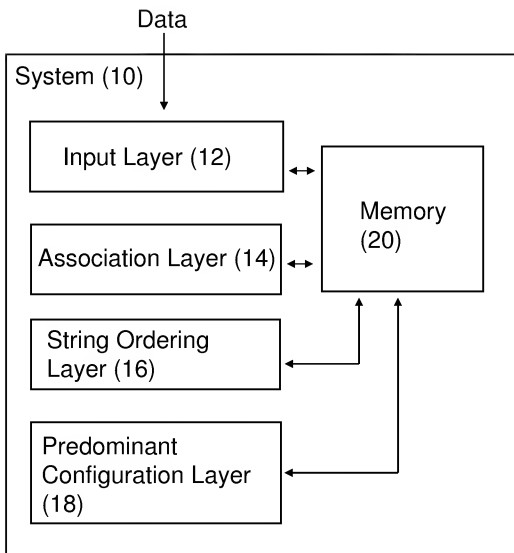 Data
System (10)
Input Layer (12)
Memory
(20)
Association Layer (14)
String Ordering
Layer (16)
Predominant
Configuration Layer
(18)